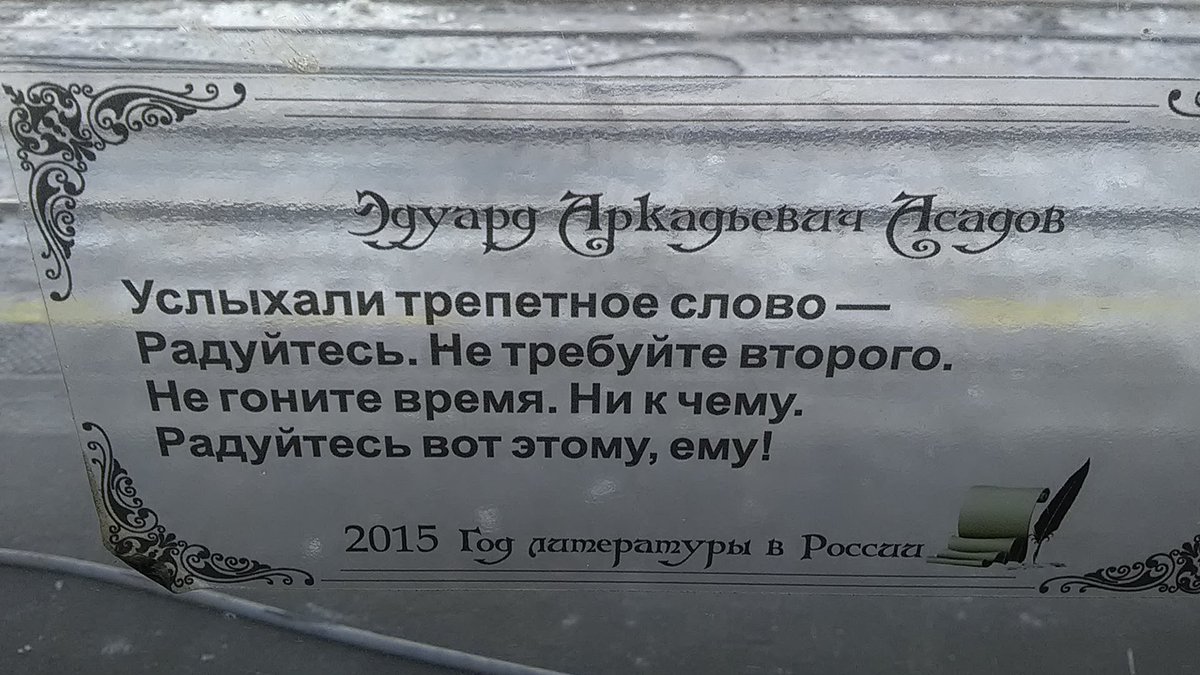 Эдуард Аркадьевич Асадов
Услыхали трепетное слово —
Радуйтесь. Не требуйте второго.
Не гоните время. Ни к чему.
Радуйтесь вот этому, ему!
2015 Год литературы в России